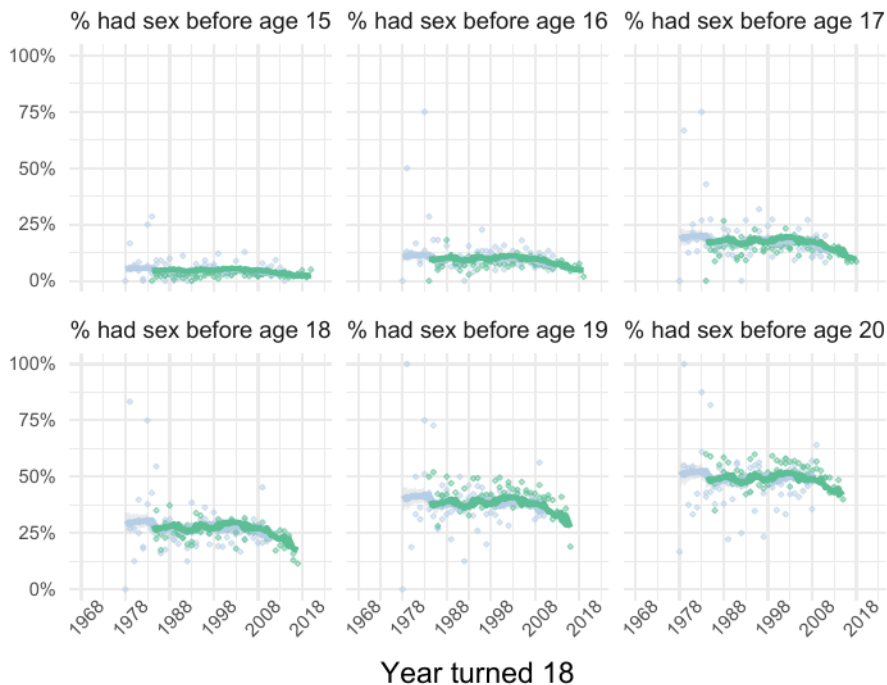 % had sex before age 15 % had sex before age 16 % had sex before age 17
100%
75%
50%
25%
0%
% had sex before age 18 % had sex before age 19 % had sex before age 20
100%
75%
50%
25%
0%
1968 1978 1988 1998 2008 2018 1968 1978 1988 1998 2008 2018 1968 1978 1988 1998 2008 2018
Year turned 18